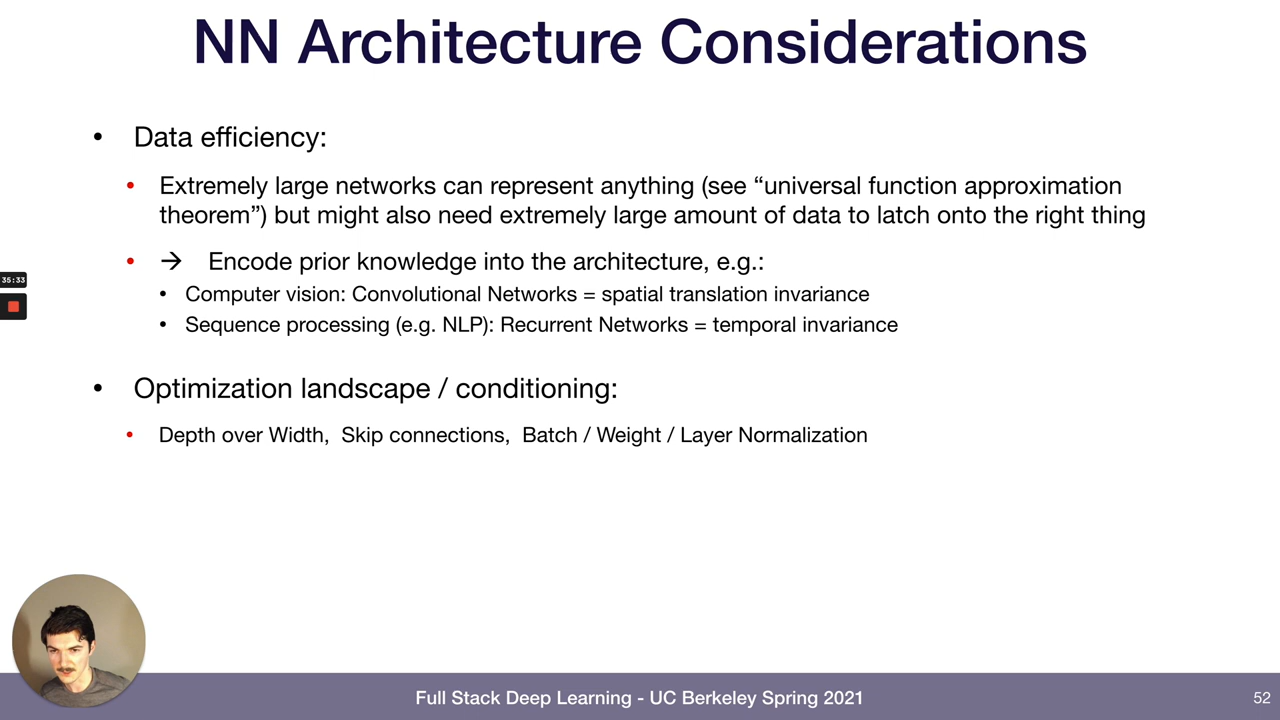 NN Architecture Considerations
• Data efficiency:
• Extremely large networks can represent anything (see “universal function approximation
theorem”) but might also need extremely large amount of data to latch onto the right thing
• → Encode prior knowledge into the architecture, e.g.:
• Computer vision: Convolutional Networks = spatial translation invariance
• Sequence processing (e.g. NLP): Recurrent Networks = temporal invariance
• Optimization landscape / conditioning:
• Depth over Width, Skip connections, Batch / Weight / Layer Normalization
35:33
Full Stack Deep Learning - UC Berkeley Spring 2021
52